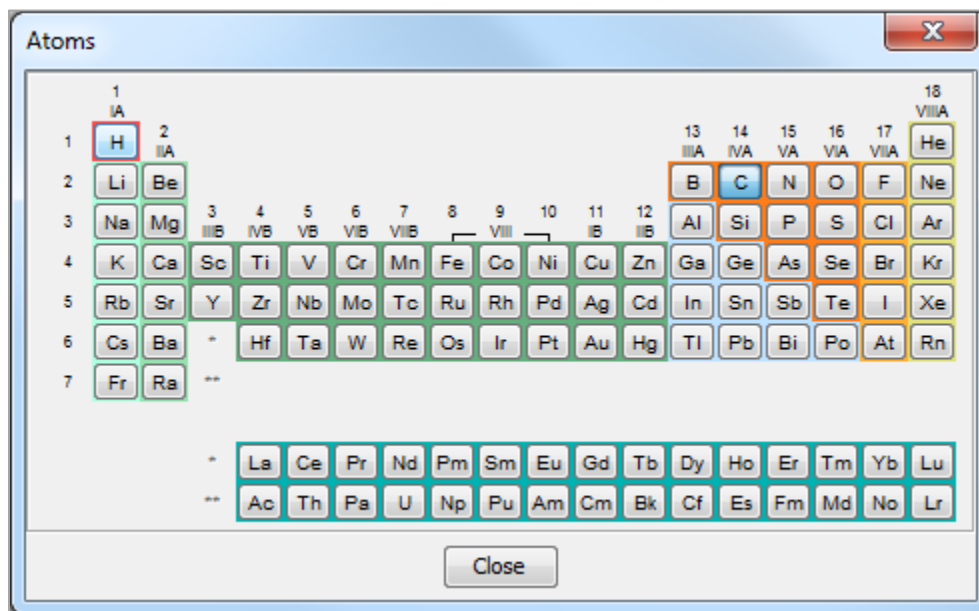 Atoms
1 18
IA VIIIA
1 H 2 13 14 15 16 17 He
IIA IIIA IVA VA VIA VIIA
2 Li Be B C N O F Ne
3 Na Mg 3 4 5 6 7 8 9 10 11 12 Al Si P S Cl Ar
IIIB IVB VB VIB VIIB VIII IB IIB
4 K Ca Sc Ti V Cr Mn Fe Co Ni Cu Zn Ga Ge As Se Br Kr
5 Rb Sr Y Zr Nb Mo Tc Ru Rh Pd Ag Cd In Sn Sb Te I Xe
6 Cs Ba * Hf Ta W Re Os Ir Pt Au Hg Tl Pb Bi Po At Rn
7 Fr Ra **
* La Ce Pr Nd Pm Sm Eu Gd Tb Dy Ho Er Tm Yb Lu
** Ac Th Pa U Np Pu Am Cm Bk Cf Es Fm Md No Lr
Close